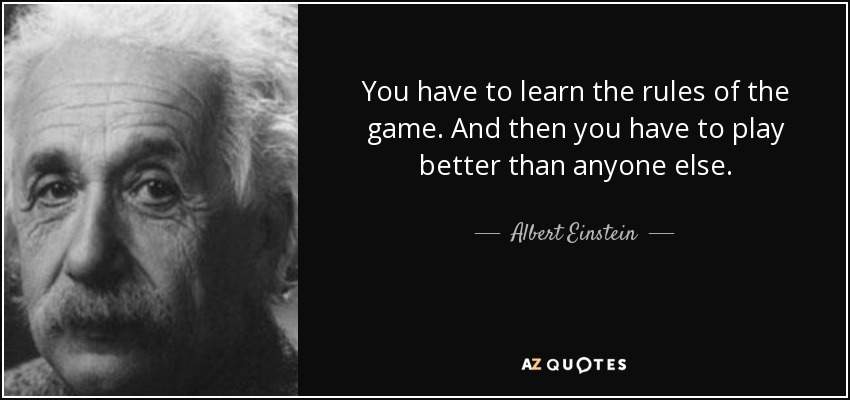 You have to learn the rules of the
game. And then you have to play
better than anyone else.
Albert Einstein
AZ QUOTES